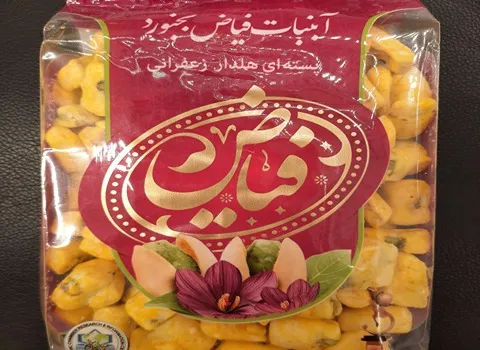 آبنبات فیاض بجنورد
پسته‌ای هلدار زعفرانی
فیاض